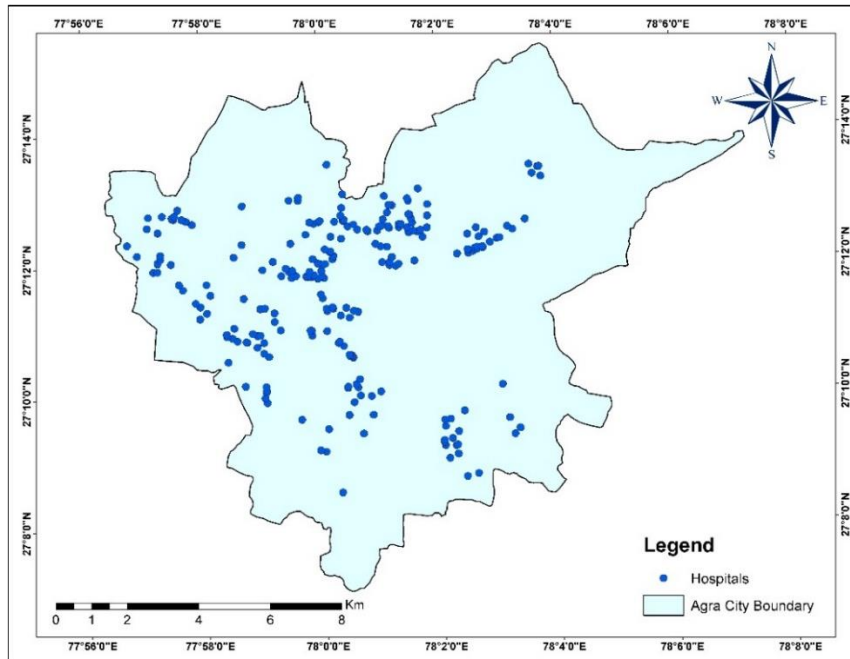 77°56'0"E 77°58'0"E 78°0'0"E 78°2'0"E 78°4'0"E 78°6'0"E 78°8'0"E
N
W E
S
27°14'0"N 27°14'0"N
27°12'0"N 27°12'0"N
27°10'0"N 27°10'0"N
27°8'0"N 27°8'0"N
Legend
Hospitals
Agra City Boundary
Km
0 1 2 4 6 8
77°56'0"E 77°58'0"E 78°0'0"E 78°2'0"E 78°4'0"E 78°6'0"E 78°8'0"E